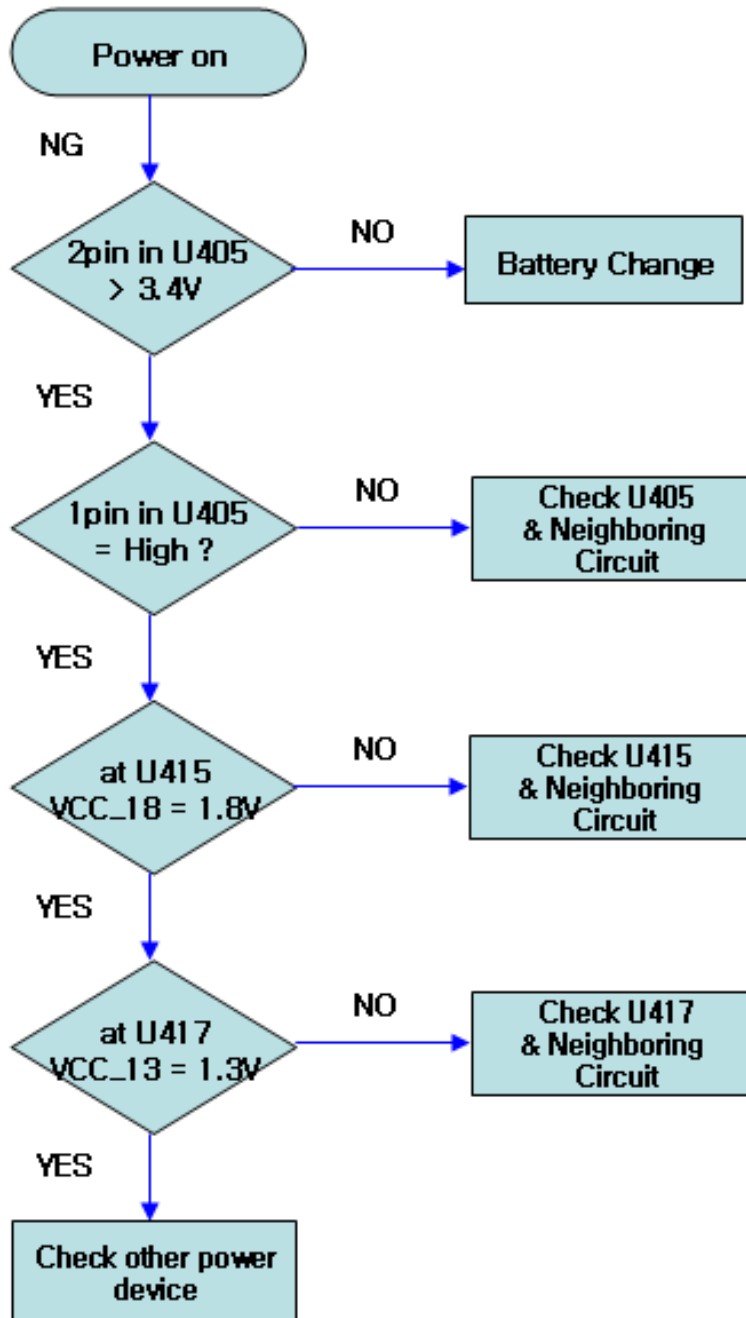 Power on
NG
2pin in U405
> 3.4V
NO
Battery Change
YES
1pin in U405
= High ?
NO
Check U405
& Neighboring
Circuit
YES
at U415
VCC_18 = 1.8V
NO
Check U415
& Neighboring
Circuit
YES
at U417
VCC_13 = 1.3V
NO
Check U417
& Neighboring
Circuit
YES
Check other power
device